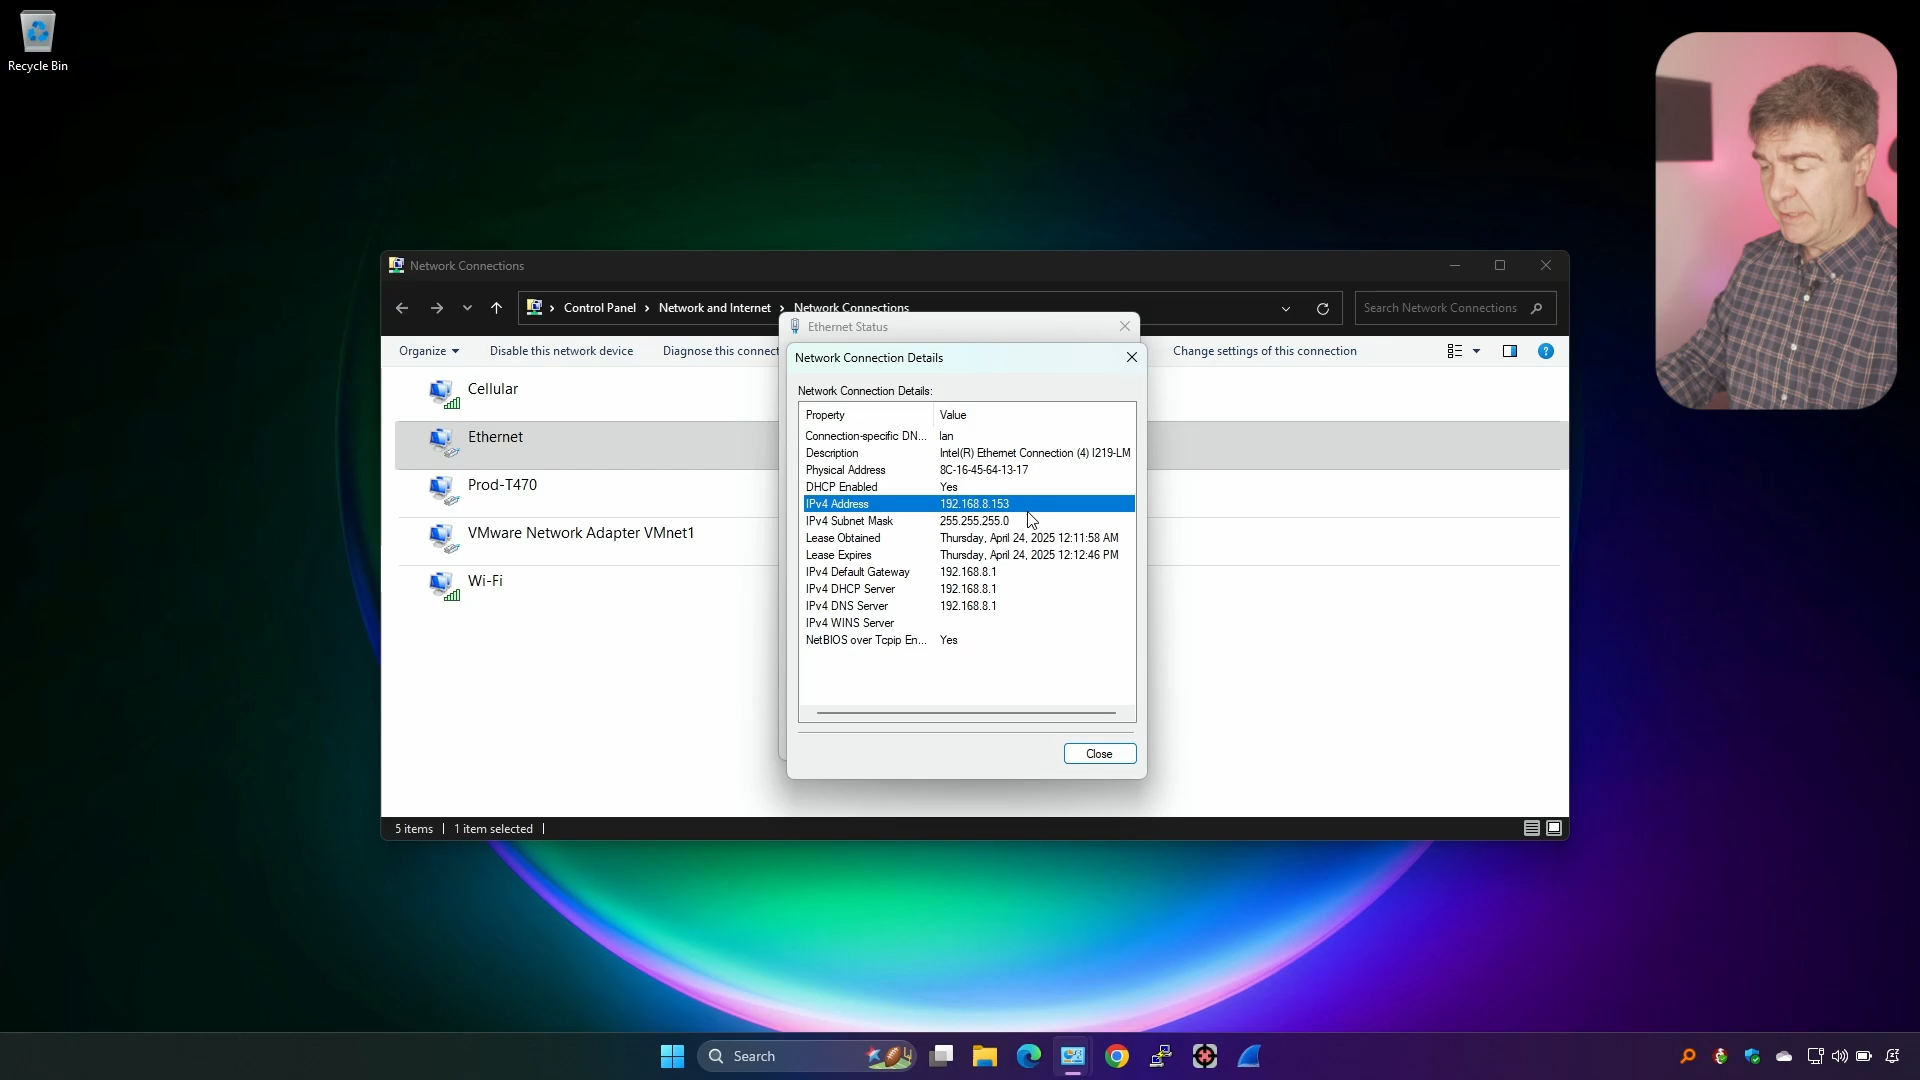 Recycle Bin
Network Connections
Control Panel
Network and Internet
Network Connections
Search Network Connections
Ethernet Status
Organize
Disable this network device
Diagnose this connect
Change settings of this connection
Network Connection Details
Network Connection Details:
Property Value
Connection-specific DN... lan
Description Intel(R) Ethernet Connection (4) I219-LM
Physical Address 8C-16-45-64-13-17
DHCP Enabled Yes
IPv4 Address 192.168.8.153
IPv4 Subnet Mask 255.255.255.0
Lease Obtained Thursday, April 24, 2025 12:11:58 AM
Lease Expires Thursday, April 24, 2025 12:12:46 PM
IPv4 Default Gateway 192.168.8.1
IPv4 DHCP Server 192.168.8.1
IPv4 DNS Server 192.168.8.1
IPv4 WINS Server
NetBIOS over Tcpip En... Yes
Close
Cellular
Ethernet
Prod-T470
VMware Network Adapter VMnet1
Wi-Fi
5 items
1 item selected
Search